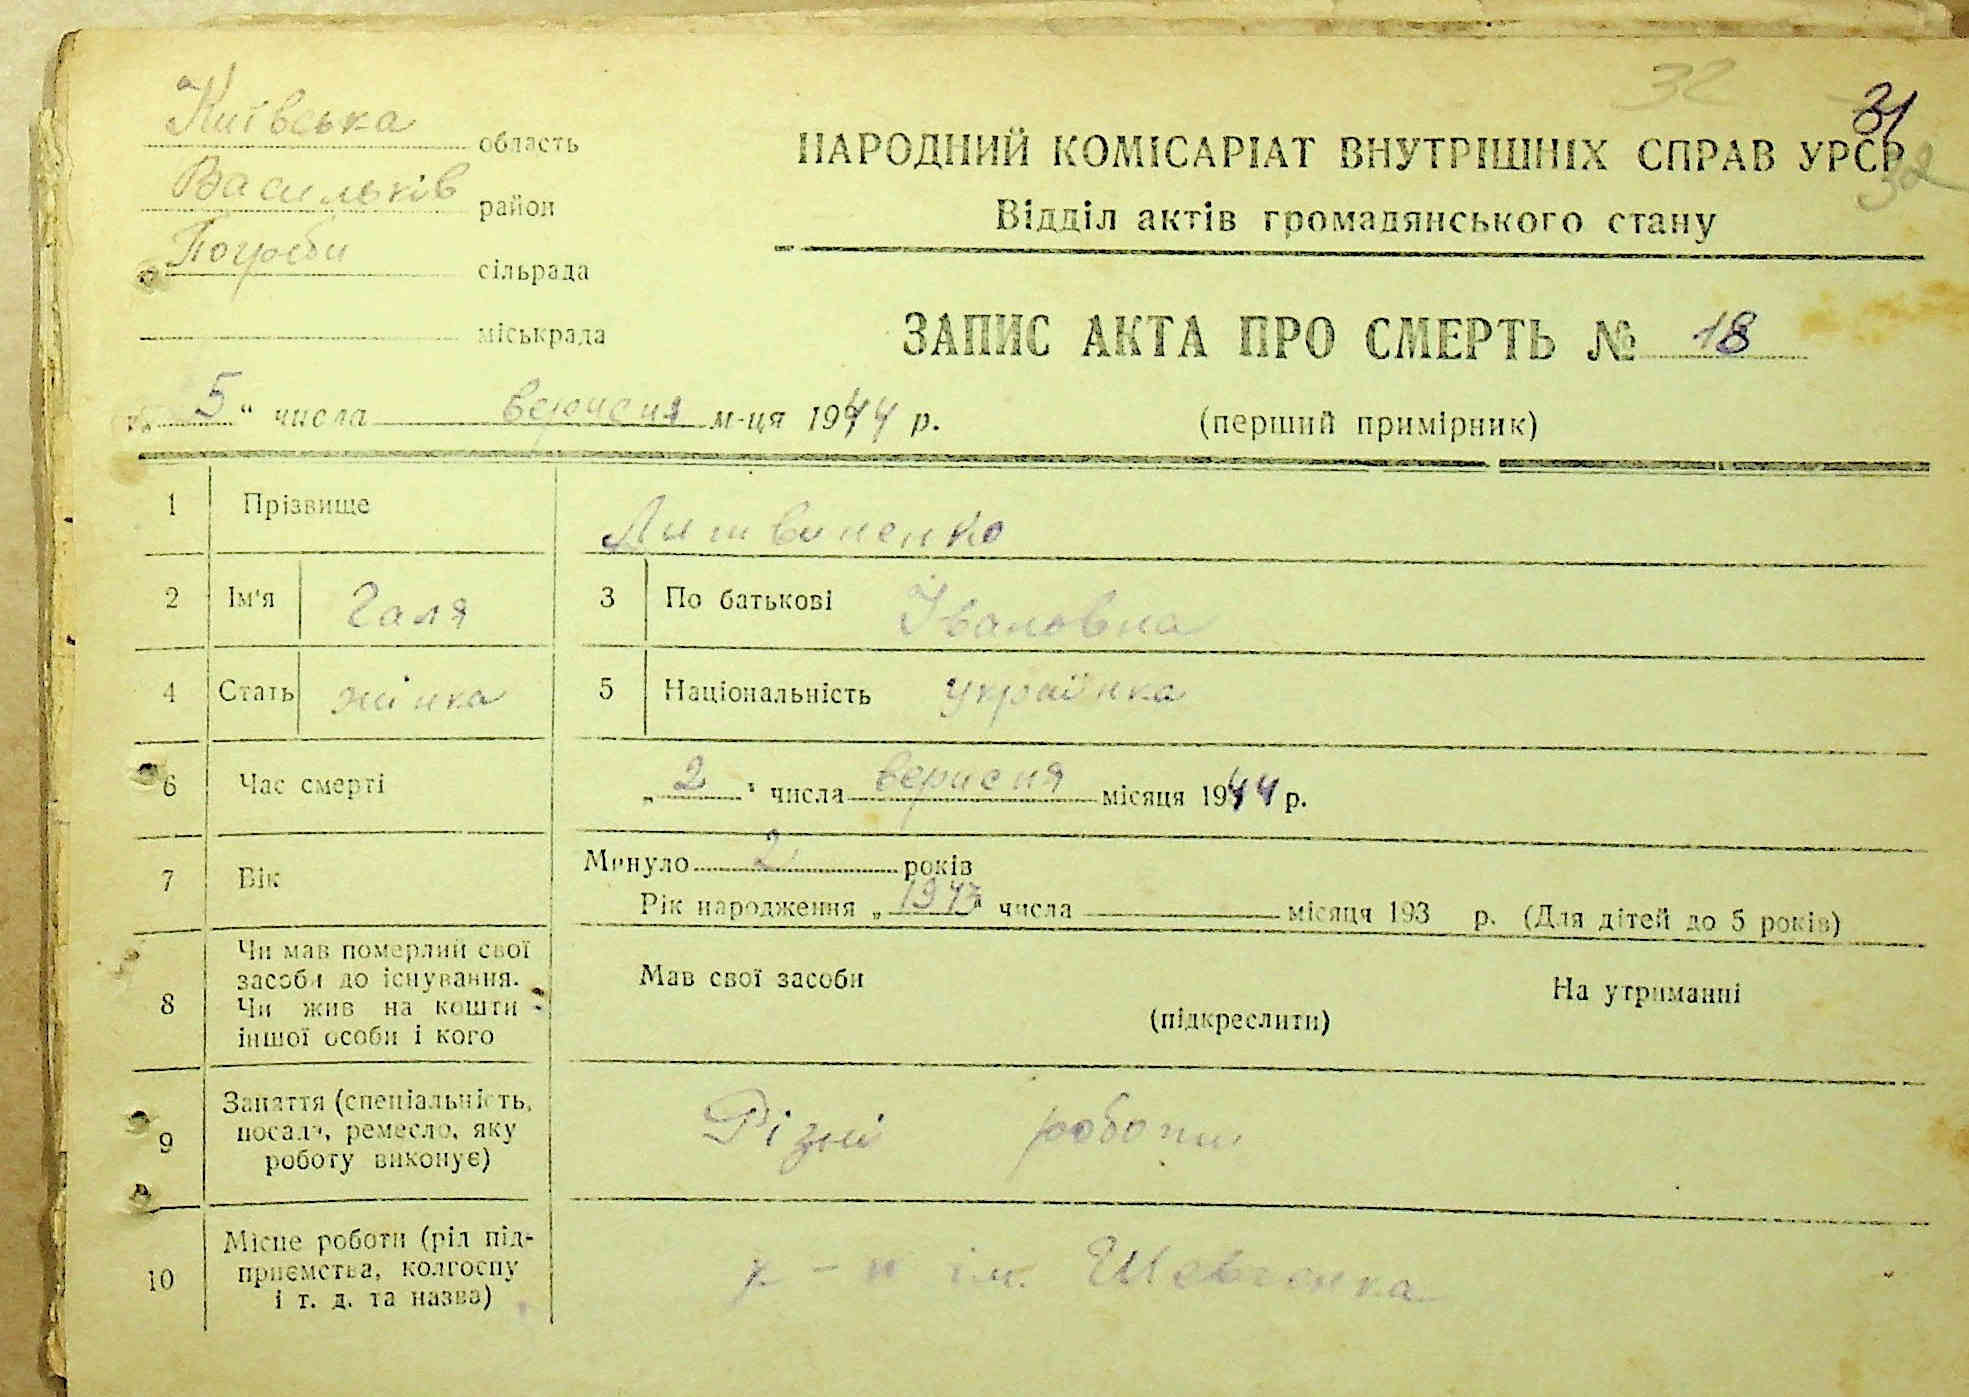 32
31
32
Київська область
Васильків район
Погреби сільрада
міськрада
НАРОДНИЙ КОМІСАРІАТ ВНУТРІШНІХ СПРАВ УРСР
Відділ актів громадянського стану
ЗАПИС АКТА ПРО СМЕРТЬ № 18
„ 5 “ числа вересня м-ця 1944 р.
(перший примірник)
1 Прізвище Литвиненко
2 Ім'я Галя 3 По батькові Івановна
4 Стать жінка 5 Національність українка
6 Час смерті „ 2 “ числа вересня місяця 1944 р.
7 Вік Минуло 2 років
Рік народження „ 1943 “ числа місяця 193 р. (Для дітей до 5 років)
8 Чи мав померлий свої
засоби до існування.
Чи жив на кошти
іншої особи і кого
Мав свої засоби На утриманні
(підкреслити)
9 Заняття (спеціальність,
посада, ремесло, яку
роботу виконує)
Різні роботи
10 Місце роботи (рід під-
приємства, колгоспу
і т. д. та назва)
к-п ім. Шевченка